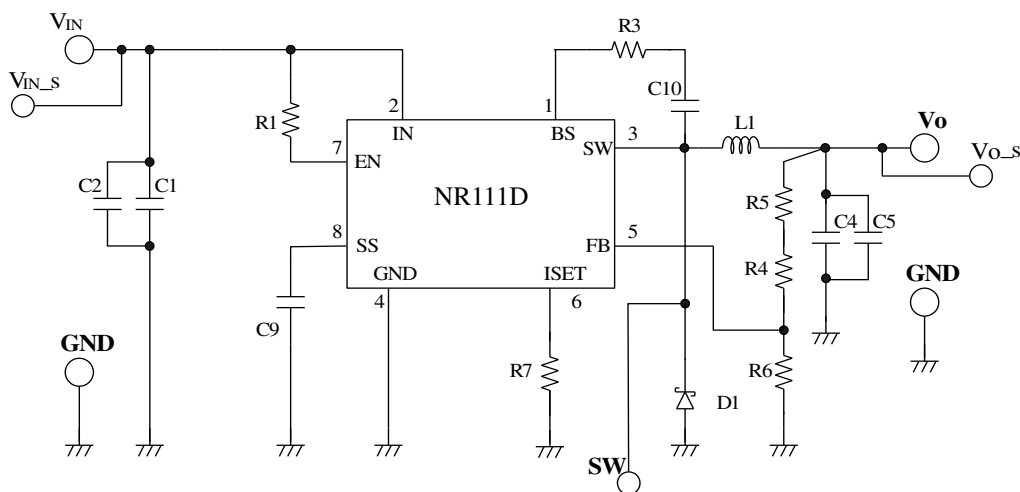 VIN
R3
VIN_S
C10
2
1
R1
IN
BS
3
L1
Vo
7
SW
EN
Vo_s
C2
C1
NR111D
R5
C4
C5
8
5
SS
FB
R4
GND
ISET
GND
4
6
C9
GND
R7
R6
D1
SW